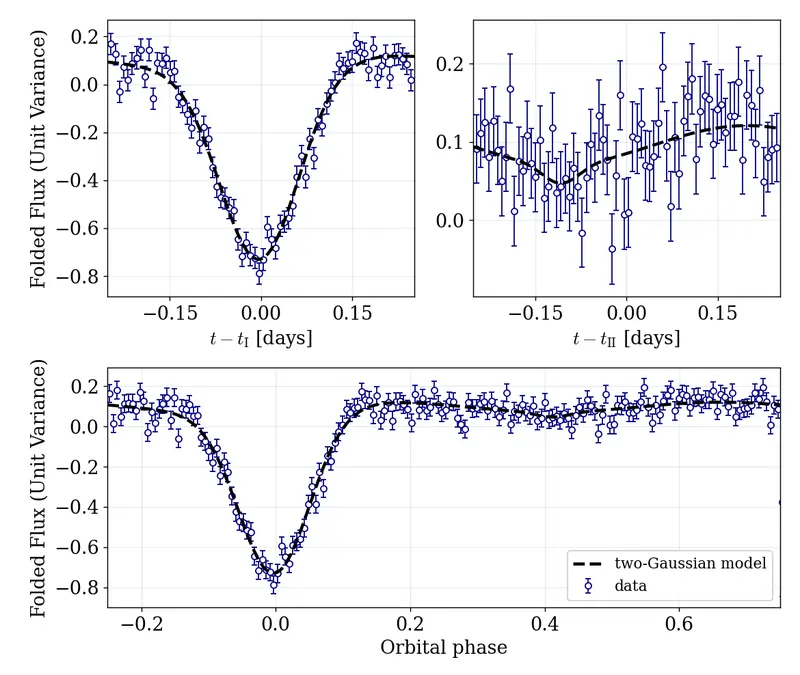 Folded Flux (Unit Variance)
0.2
0.0
−0.2
−0.4
−0.6
−0.8
−0.15 0.00 0.15
t − t_I [days]
0.2
0.1
0.0
−0.15 0.00 0.15
t − t_II [days]
Folded Flux (Unit Variance)
0.2
0.0
−0.2
−0.4
−0.6
−0.8
−0.2 0.0 0.2 0.4 0.6
Orbital phase
two-Gaussian model
data